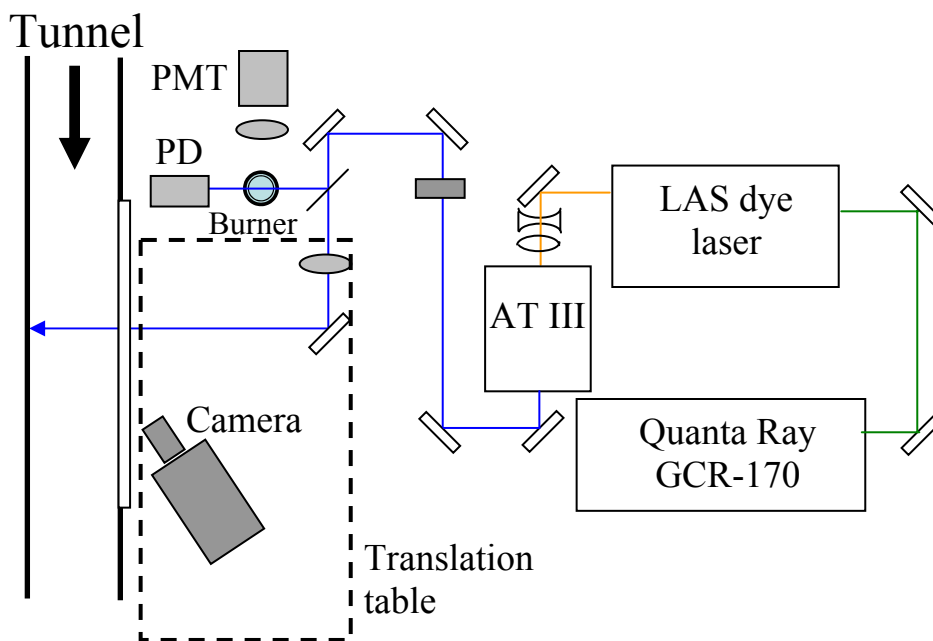 Tunnel
PMT
PD
Burner
LAS dye
laser
AT III
Camera
Quanta Ray
GCR-170
Translation
table